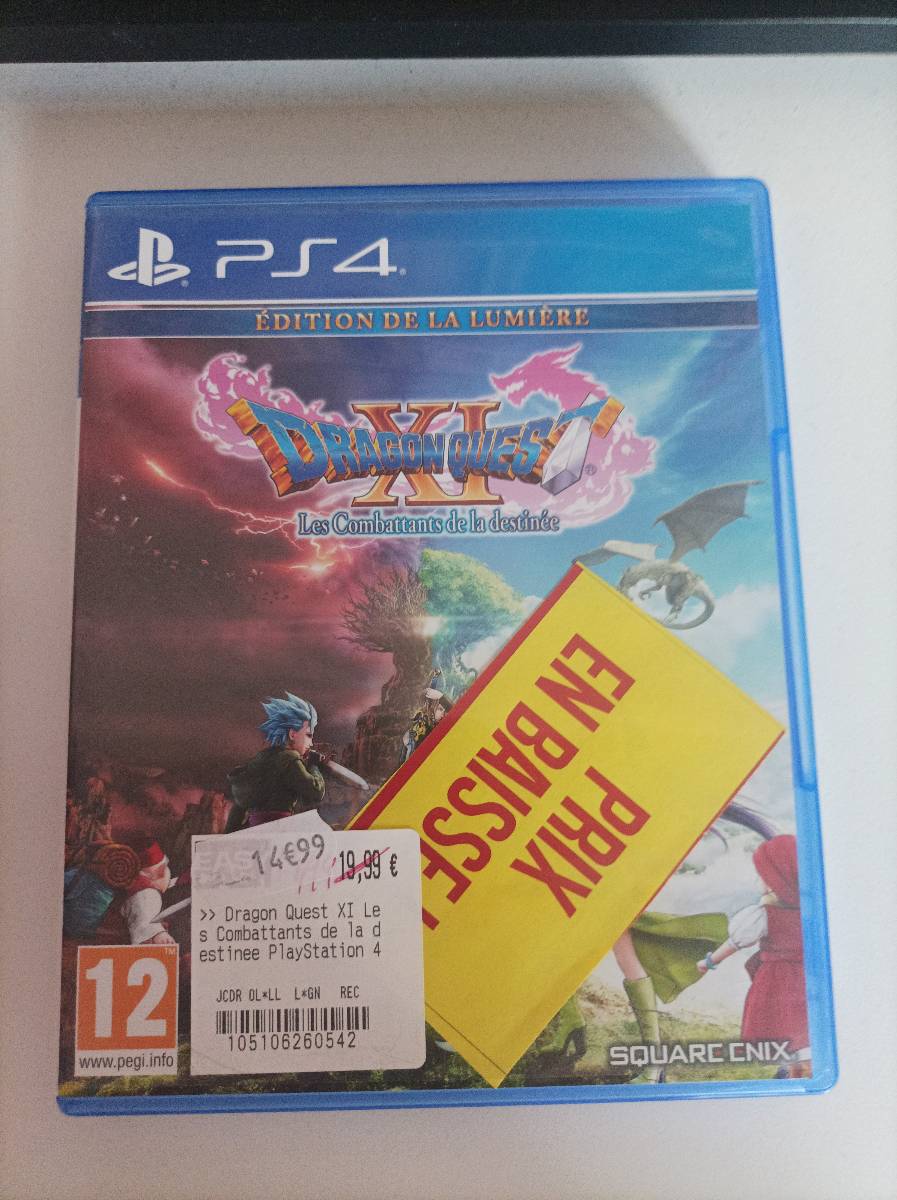 PS4
ÉDITION DE LA LUMIÈRE
DRAGON QUEST
XI
Les Combattants de la destinée
PRIX
EN BAISSE
14€99
19,99 €
>> Dragon Quest XI Le
s Combattants de la d
estinee PlayStation 4
JCDR OL*LL L*GN REC
105106260542
12
www.pegi.info
SQUARE ENIX